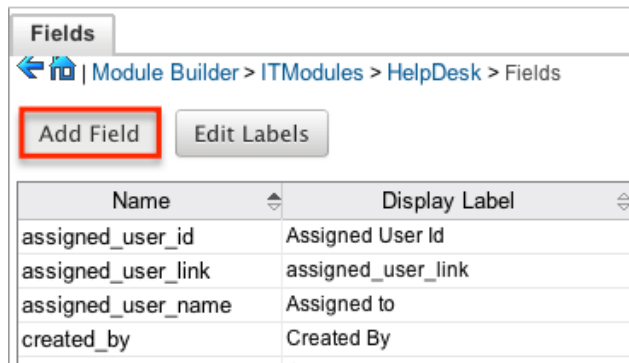 Fields
| Module Builder > ITModules > HelpDesk > Fields
Add Field Edit Labels
Name Display Label
assigned_user_id Assigned User Id
assigned_user_link assigned_user_link
assigned_user_name Assigned to
created_by Created By